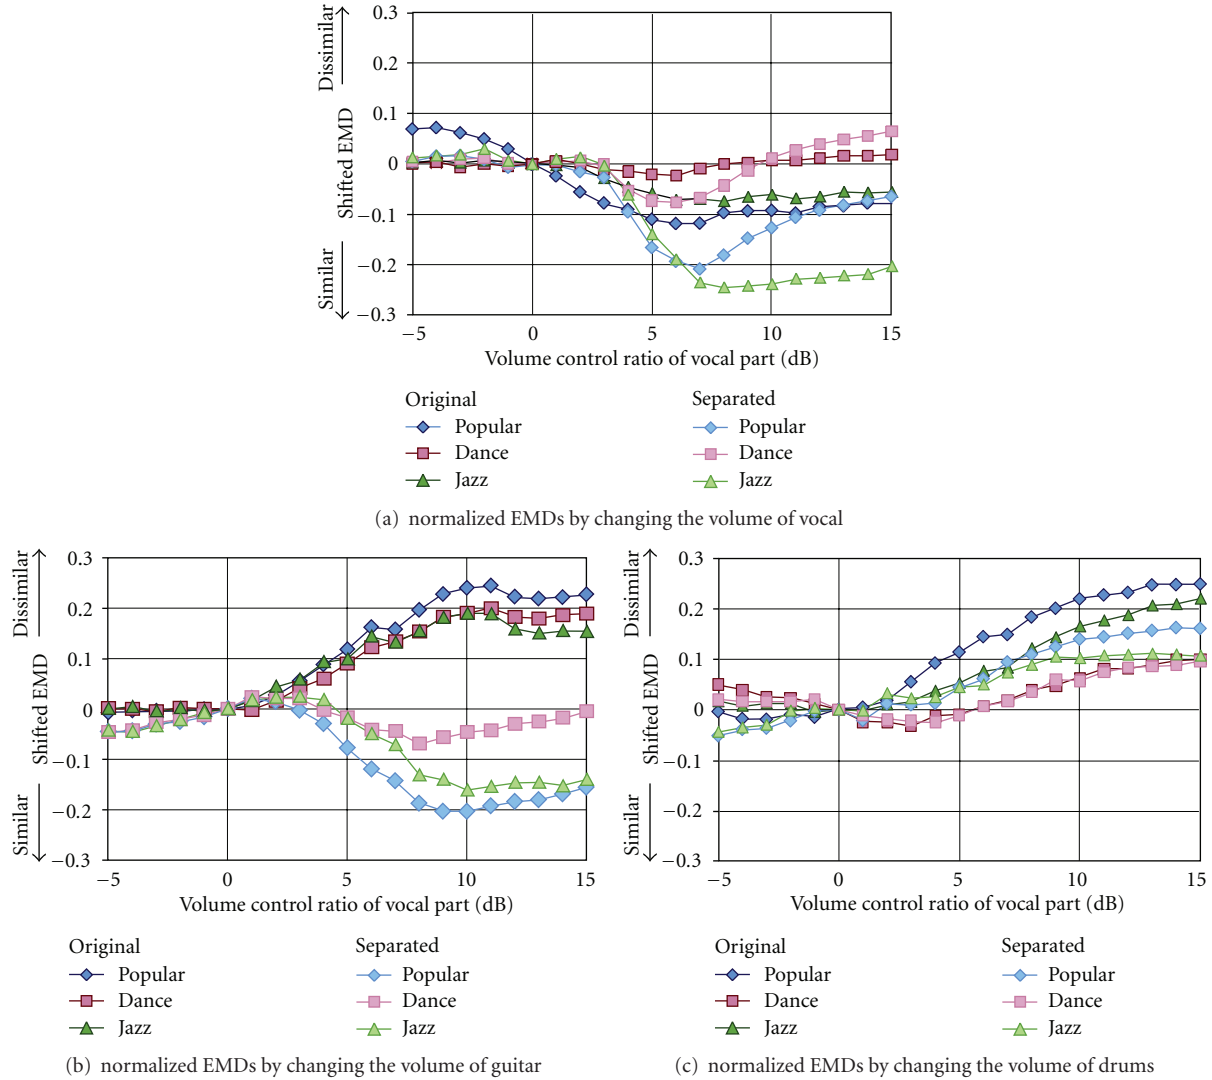 Dissimilar
Shifted EMD
Similar
0.3
0.2
0.1
0
−0.1
−0.2
−0.3
−5 0 5 10 15
Volume control ratio of vocal part (dB)
Original Separated
Popular Popular
Dance Dance
Jazz Jazz
(a) normalized EMDs by changing the volume of vocal
Dissimilar
Shifted EMD
Similar
0.3
0.2
0.1
0
−0.1
−0.2
−0.3
−5 0 5 10 15
Volume control ratio of vocal part (dB)
Original Separated
Popular Popular
Dance Dance
Jazz Jazz
(b) normalized EMDs by changing the volume of guitar
Dissimilar
Shifted EMD
Similar
0.3
0.2
0.1
0
−0.1
−0.2
−0.3
−5 0 5 10 15
Volume control ratio of vocal part (dB)
Original Separated
Popular Popular
Dance Dance
Jazz Jazz
(c) normalized EMDs by changing the volume of drums